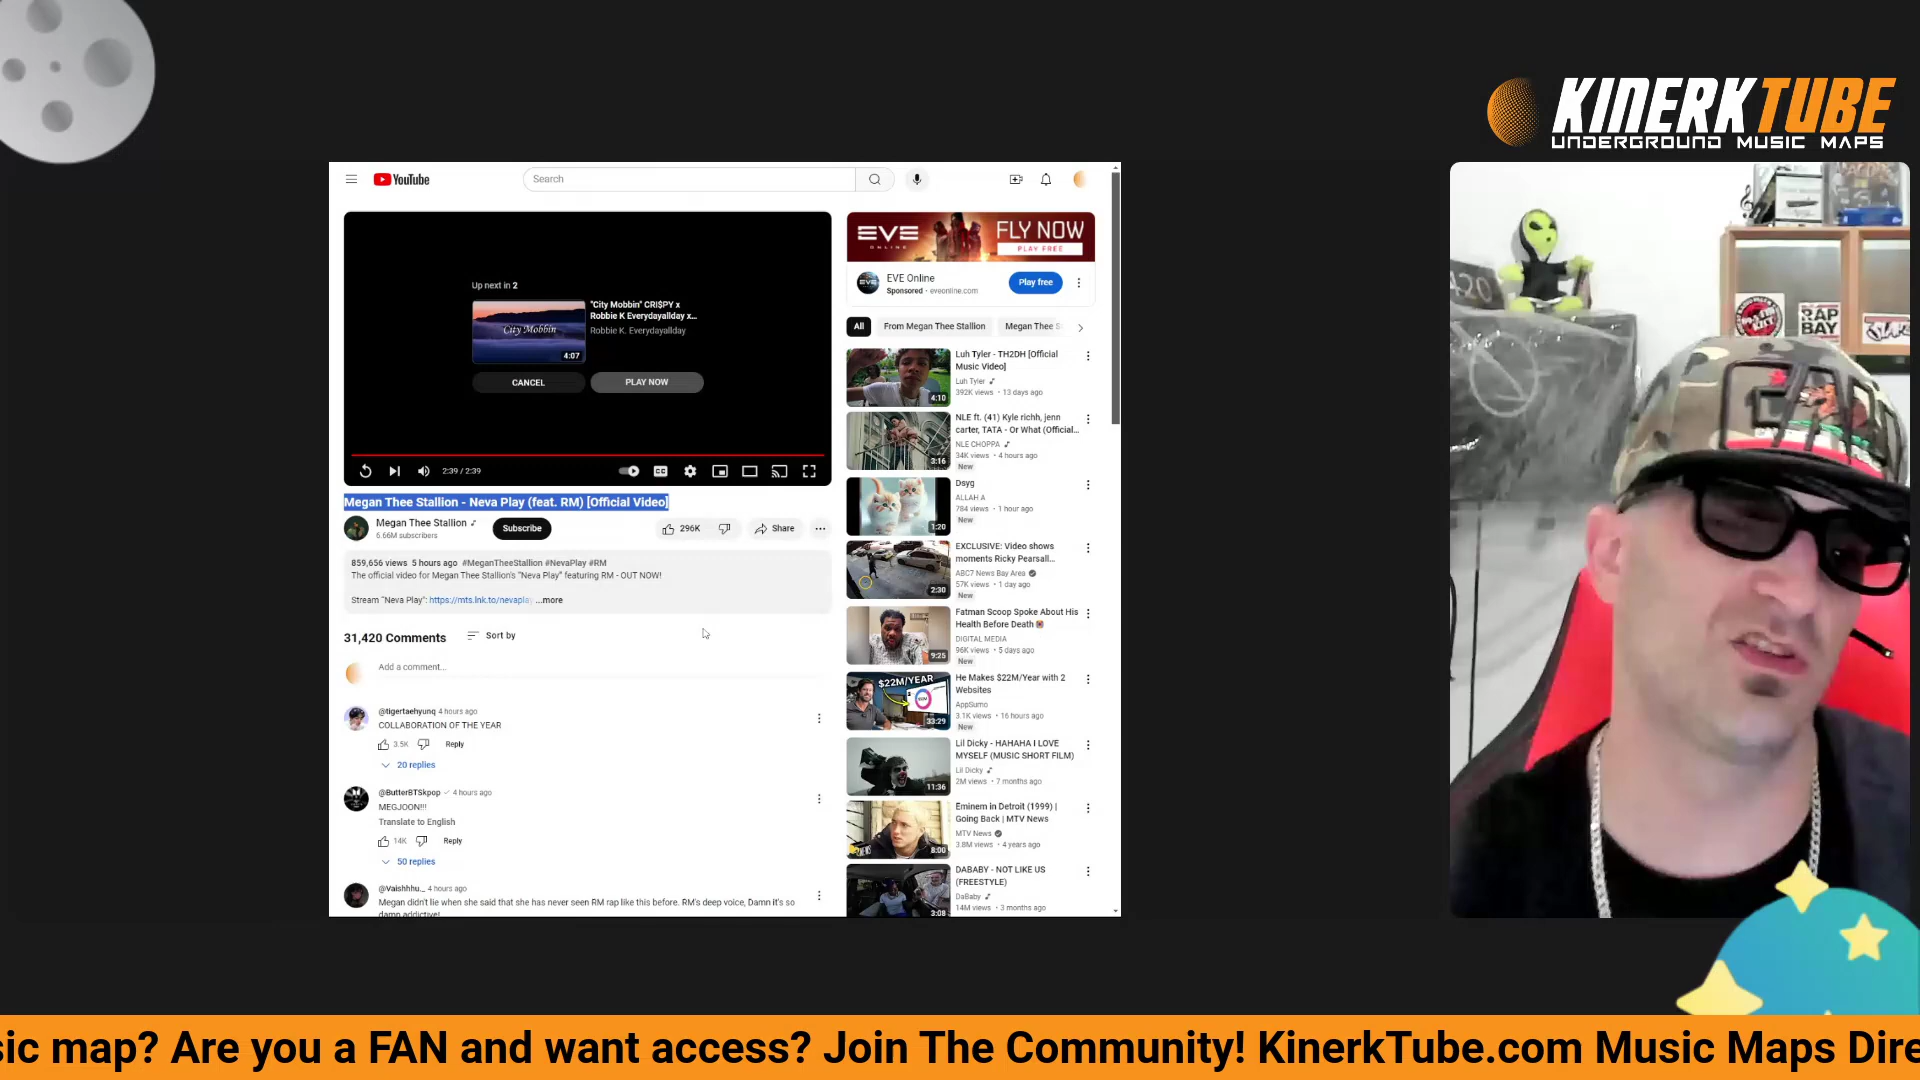 KINERKTUBE
UNDERGROUND MUSIC MAPS
YouTube
Search
Up next in 2
City Mobbin
4:07
"City Mobbin" CRI$PY x
Robbie K Everydayallday x...
Robbie K. Everydayallday
CANCEL
PLAY NOW
2:39 / 2:39
Megan Thee Stallion - Neva Play (feat. RM) [Official Video]
Megan Thee Stallion
6.66M subscribers
Subscribe
296K
Share
859,656 views 5 hours ago #MeganTheeStallion #NevaPlay #RM
The official video for Megan Thee Stallion's "Neva Play" featuring RM - OUT NOW!
Stream "Neva Play": https://mts.lnk.to/nevaplay ...more
31,420 Comments
Sort by
Add a comment...
@tigertaehyunq 4 hours ago
COLLABORATION OF THE YEAR
3.5K
Reply
20 replies
@ButterBTSkpop 4 hours ago
MEGJOON!!!
Translate to English
14K
Reply
50 replies
@Vaishhhu._ 4 hours ago
Megan didn't lie when she said that she has never seen RM rap like this before. RM's deep voice, Damn it's so
damn addictive!
EVE
ONLINE
FLY NOW
PLAY FREE
EVE Online
Sponsored · eveonline.com
Play free
All
From Megan Thee Stallion
Megan Thee S
Luh Tyler - TH2DH [Official
Music Video]
Luh Tyler
392K views · 13 days ago
4:10
NLE ft. (41) Kyle richh, jenn
carter, TATA - Or What (Official...
NLE CHOPPA
34K views · 4 hours ago
New
3:16
Dsyg
ALLAH A
784 views · 1 hour ago
New
1:20
EXCLUSIVE: Video shows
moments Ricky Pearsall...
ABC7 News Bay Area
57K views · 1 day ago
New
2:30
Fatman Scoop Spoke About His
Health Before Death
DIGITAL MEDIA
96K views · 5 days ago
New
9:25
$22M/YEAR
He Makes $22M/Year with 2
Websites
AppSumo
3.1K views · 16 hours ago
New
33:29
Lil Dicky - HAHAHA I LOVE
MYSELF (MUSIC SHORT FILM)
Lil Dicky
2M views · 7 months ago
11:36
Eminem in Detroit (1999) |
Going Back | MTV News
MTV News
3.8M views · 4 years ago
8:00
DABABY - NOT LIKE US
(FREESTYLE)
DaBaby
14M views · 3 months ago
3:08
420
RAP
BAY
sic map? Are you a FAN and want access? Join The Community! KinerkTube.com Music Maps Dire